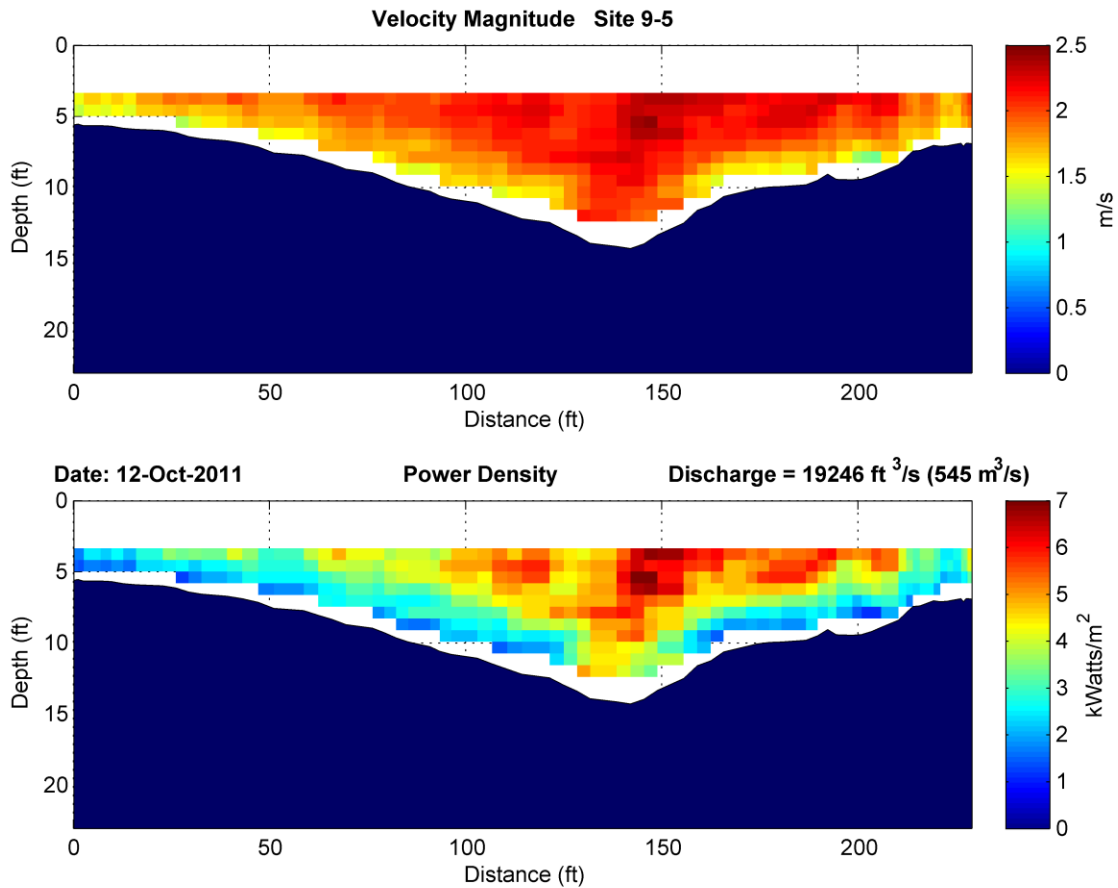 Velocity Magnitude Site 9-5
0
5
10
15
20
Depth (ft)
0 50 100 150 200
Distance (ft)
2.5
2
1.5
1
0.5
0
m/s
Date: 12-Oct-2011 Power Density Discharge = 19246 ft ³/s (545 m³/s)
0
5
10
15
20
Depth (ft)
0 50 100 150 200
Distance (ft)
7
6
5
4
3
2
1
0
kWatts/m²